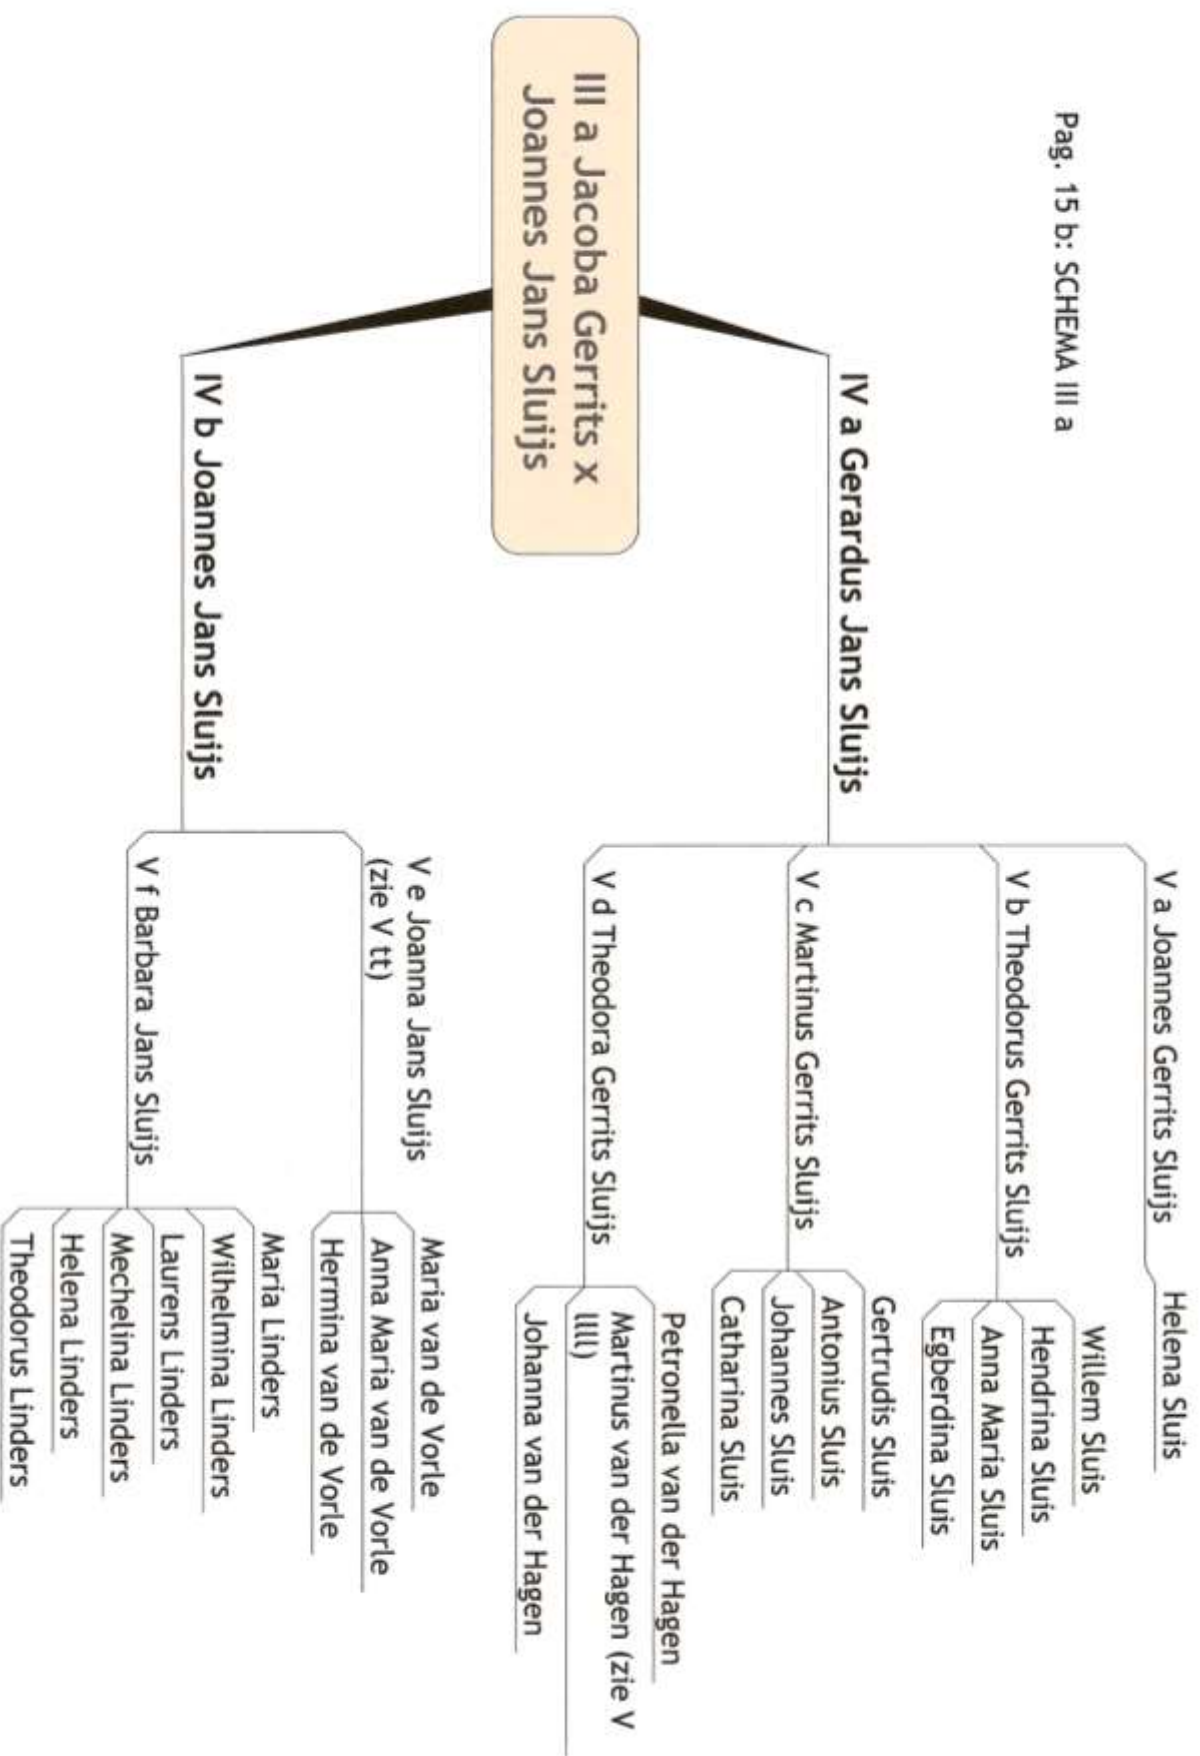 Pag. 15 b: SCHEMA III a
III a Jacoba Gerrits x
Joannes Jans Sluijs
IV a Gerardus Jans Sluijs
V a Joannes Gerrits Sluijs
Helena Sluis
V b Theodorus Gerrits Sluijs
Willem Sluis
Hendrina Sluis
Anna Maria Sluis
Egberdina Sluis
V c Martinus Gerrits Sluijs
Gertrudis Sluis
Antonius Sluis
Johannes Sluis
Catharina Sluis
V d Theodora Gerrits Sluijs
Petronella van der Hagen
Martinus van der Hagen (zie V
llll)
Johanna van der Hagen
IV b Joannes Jans Sluijs
V e Joanna Jans Sluijs
(zie V tt)
Maria van de Vorle
Anna Maria van de Vorle
Hermina van de Vorle
V f Barbara Jans Sluijs
Maria Linders
Wilhelmina Linders
Laurens Linders
Mechelina Linders
Helena Linders
Theodorus Linders